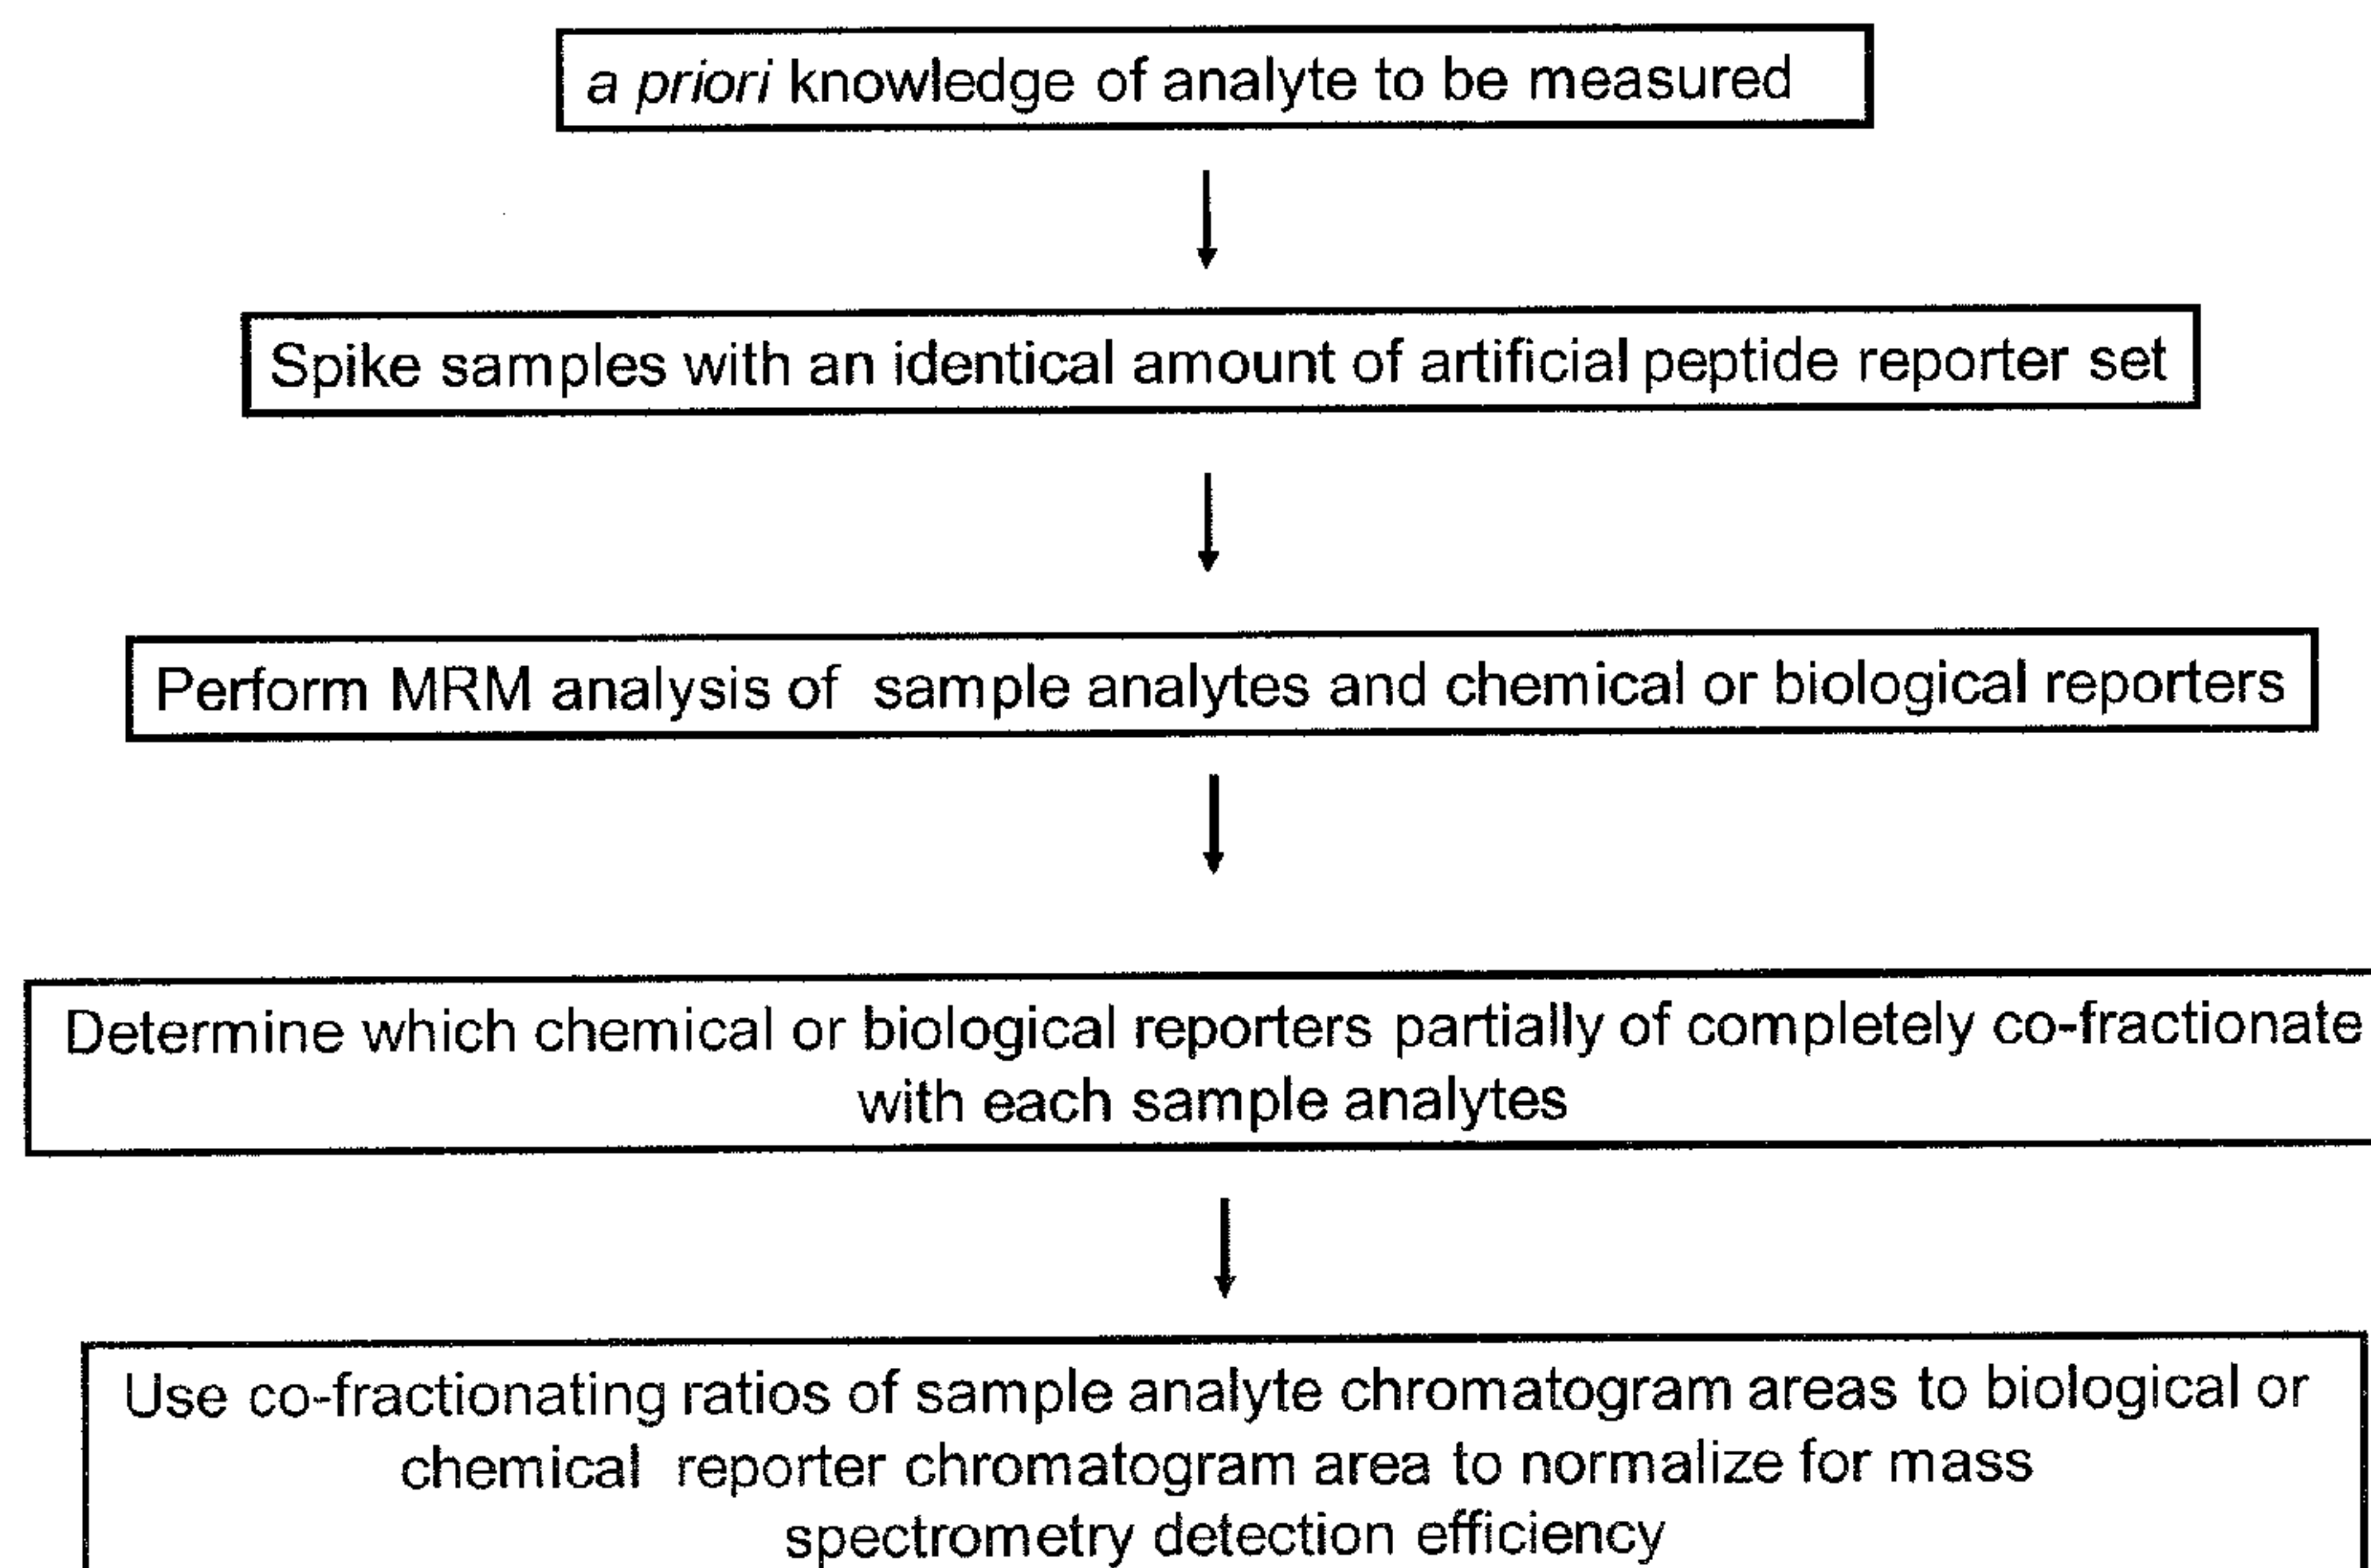 a priori knowledge of analyte to be measured
Spike samples with an identical amount of artificial peptide reporter set
Perform MRM analysis of sample analytes and chemical or biological reporters
Determine which chemical or biological reporters partially of completely co-fractionate
with each sample analytes
Use co-fractionating ratios of sample analyte chromatogram areas to biological or
chemical reporter chromatogram area to normalize for mass
spectrometry detection efficiency